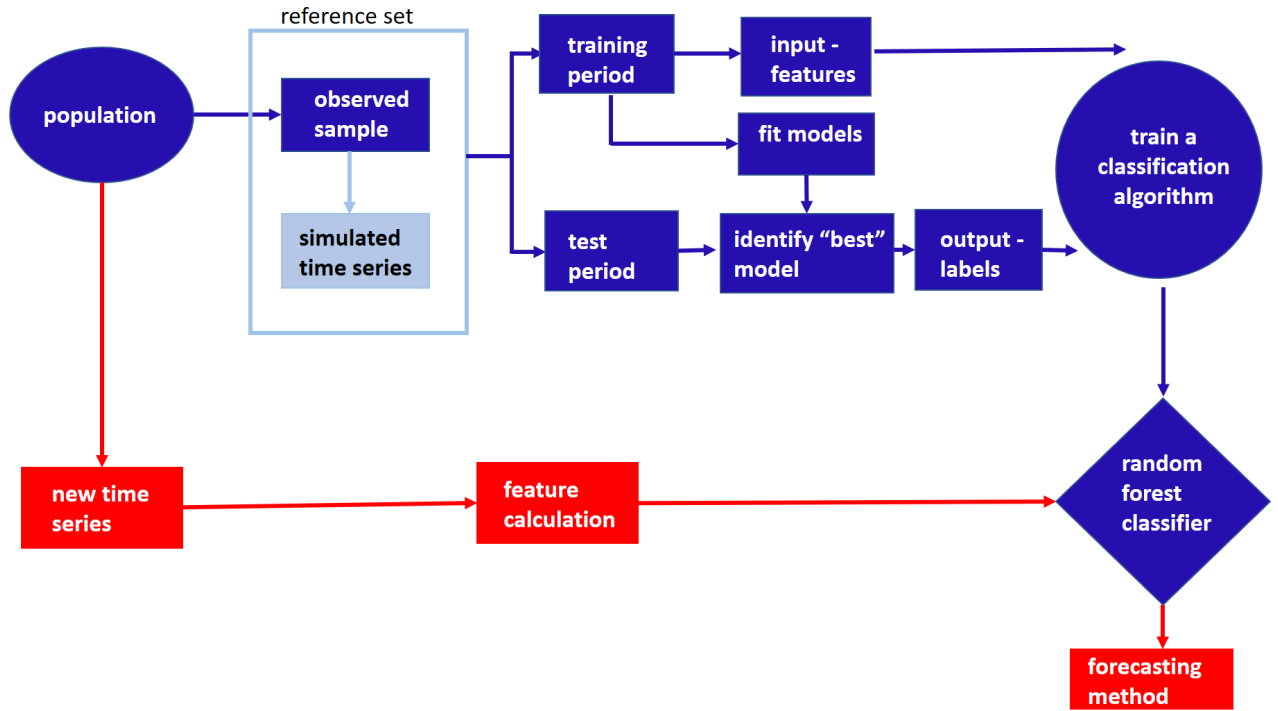 reference set
population
observed
sample
simulated
time series
training
period
input -
features
fit models
test
period
identify “best”
model
output -
labels
train a
classification
algorithm
new time
series
feature
calculation
random
forest
classifier
forecasting
method